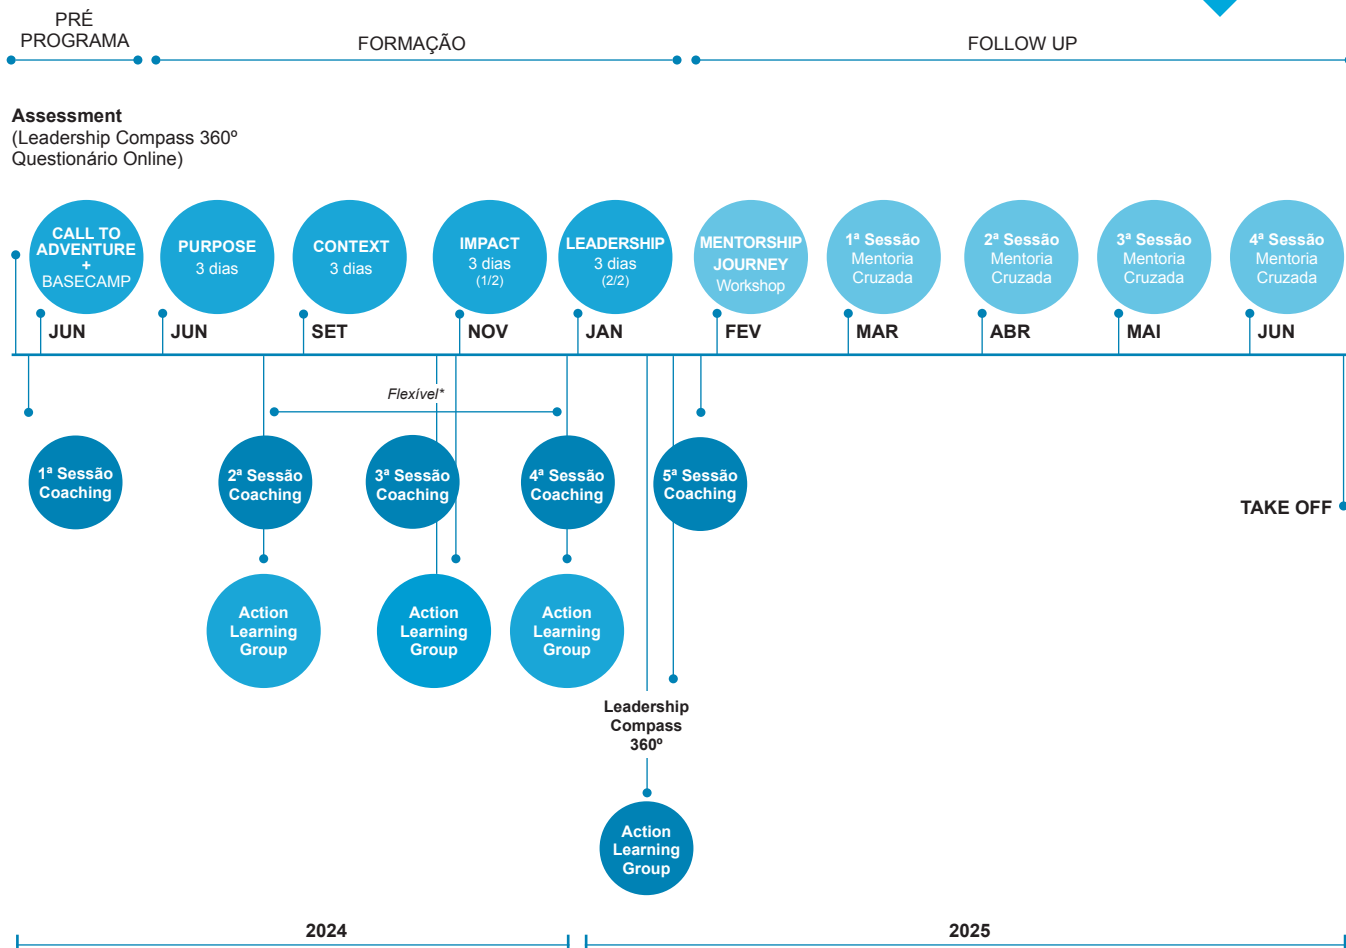 PRÉ
PROGRAMA
FORMAÇÃO
FOLLOW UP
Assessment
(Leadership Compass 360º
Questionário Online)
CALL TO
ADVENTURE
+
BASECAMP
PURPOSE
3 dias
CONTEXT
3 dias
IMPACT
3 dias
(1/2)
LEADERSHIP
3 dias
(2/2)
MENTORSHIP
JOURNEY
Workshop
1ª Sessão
Mentoria
Cruzada
2ª Sessão
Mentoria
Cruzada
3ª Sessão
Mentoria
Cruzada
4ª Sessão
Mentoria
Cruzada
JUN
JUN
SET
NOV
JAN
FEV
MAR
ABR
MAI
JUN
Flexível*
1ª Sessão
Coaching
2ª Sessão
Coaching
3ª Sessão
Coaching
4ª Sessão
Coaching
5ª Sessão
Coaching
TAKE OFF
Action
Learning
Group
Action
Learning
Group
Action
Learning
Group
Leadership
Compass
360º
Action
Learning
Group
2024
2025